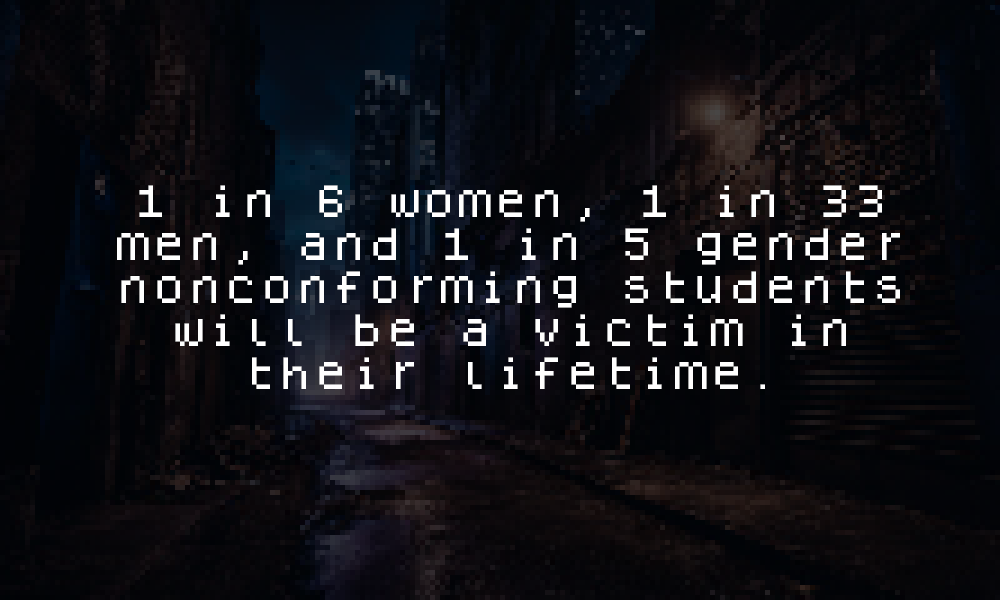 1 in 6 women, 1 in 33
men, and 1 in 5 gender
nonconforming students
will be a victim in
their lifetime.